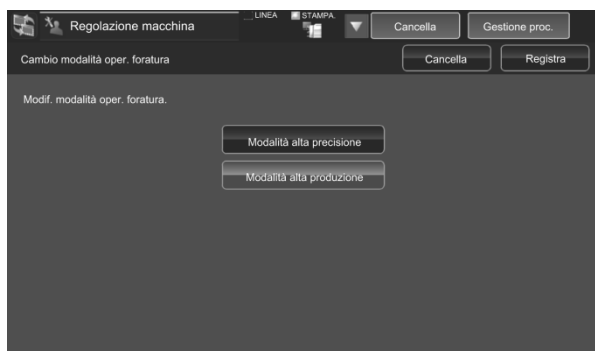 LINEA STAMPA.
Regolazione macchina Cancella Gestione proc.
Cambio modalità oper. foratura Cancella Registra
Modif. modalità oper. foratura.
Modalità alta precisione
Modalità alta produzione